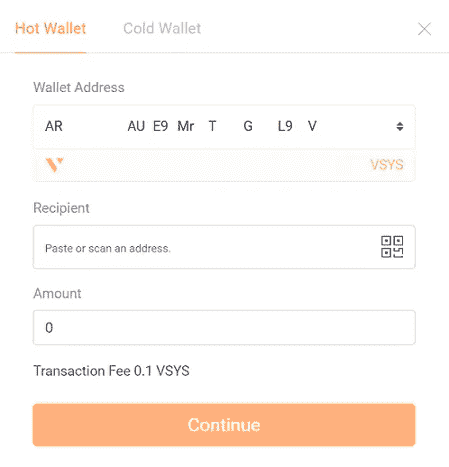 Hot Wallet Cold Wallet
Wallet Address
AR AU E9 Mr T G L9 V
VSYS
Recipient
Paste or scan an address.
Amount
0
Transaction Fee 0.1 VSYS
Continue